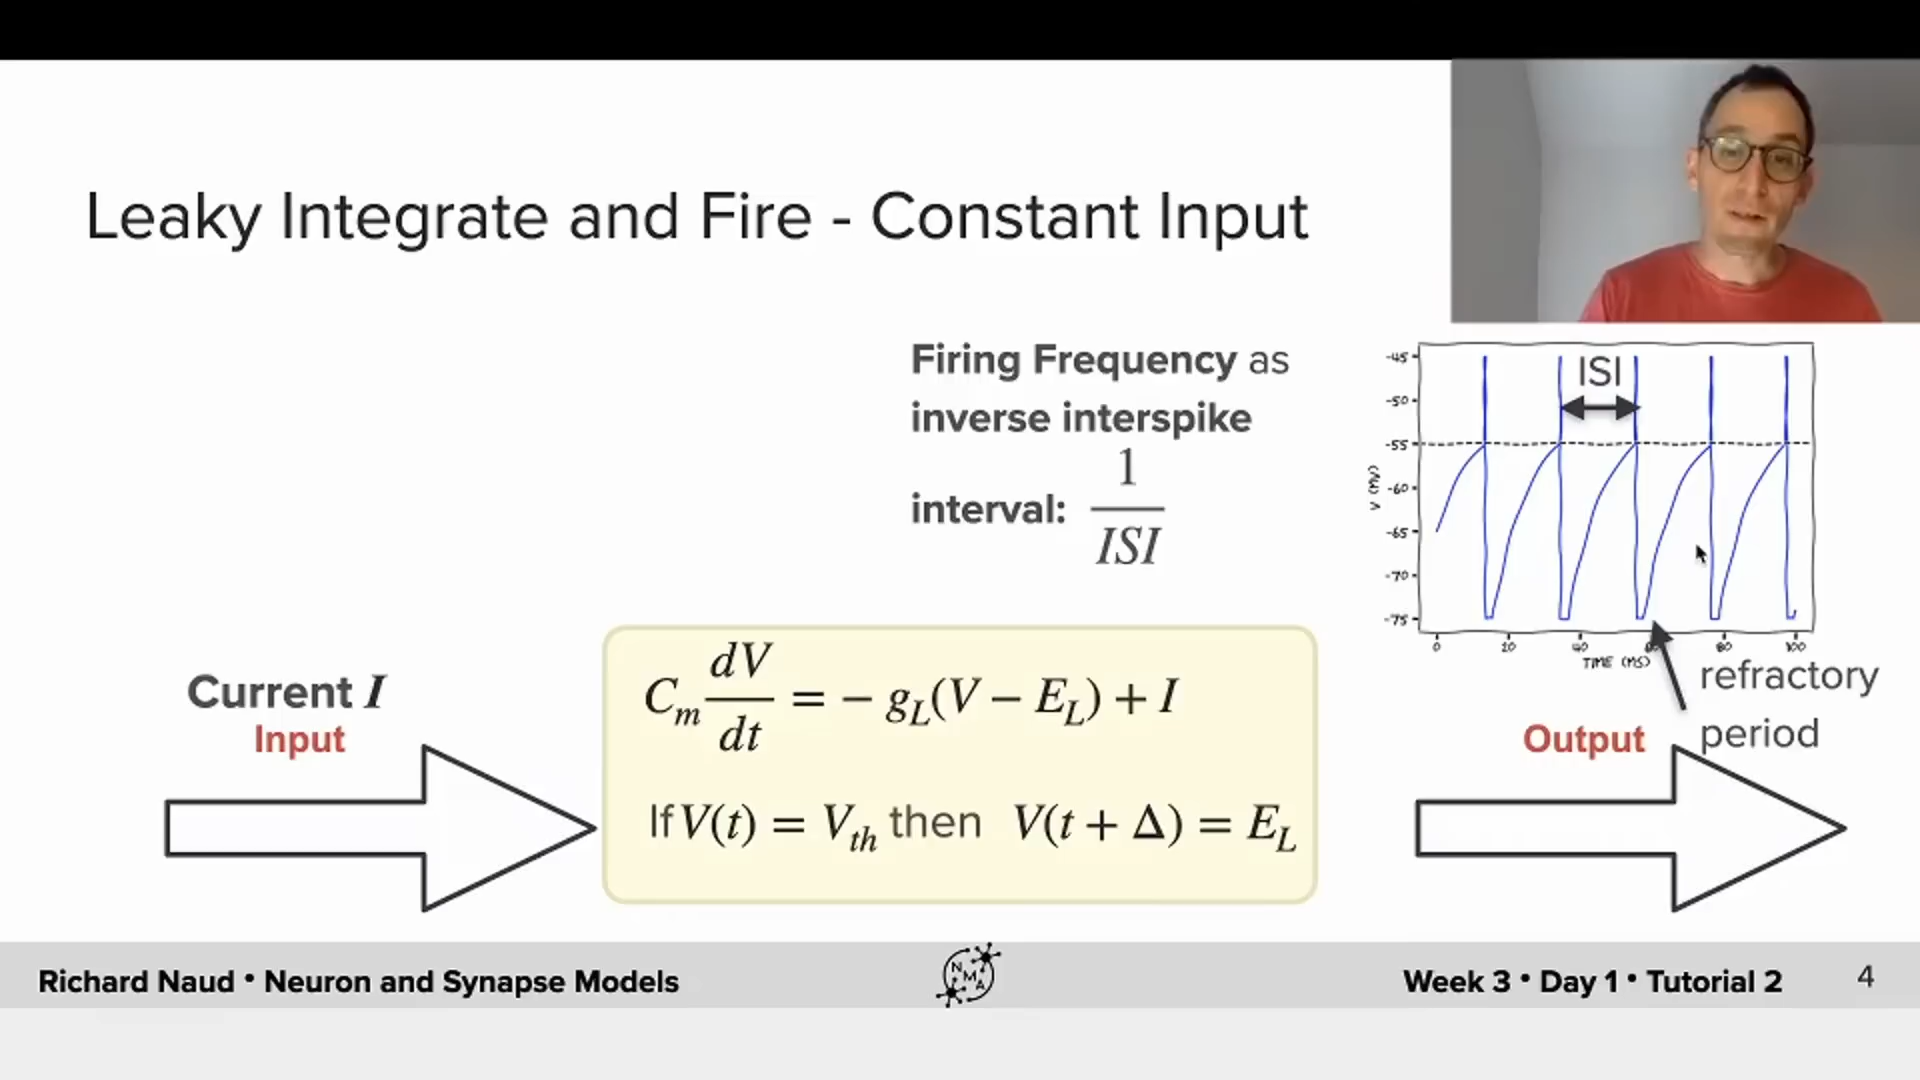 Leaky Integrate and Fire - Constant Input
Firing Frequency as
inverse interspike
interval: 1/ISI
-45
ISI
-50
-55
-60
-65
-70
-75
V (MV)
0 20 40 80 100
TIME (MS)
refractory
period
Current I
Input
C_m dV/dt = − g_L(V − E_L) + I
If V(t) = V_th then V(t + Δ) = E_L
Output
Richard Naud • Neuron and Synapse Models
NMA
Week 3 • Day 1 • Tutorial 2
4